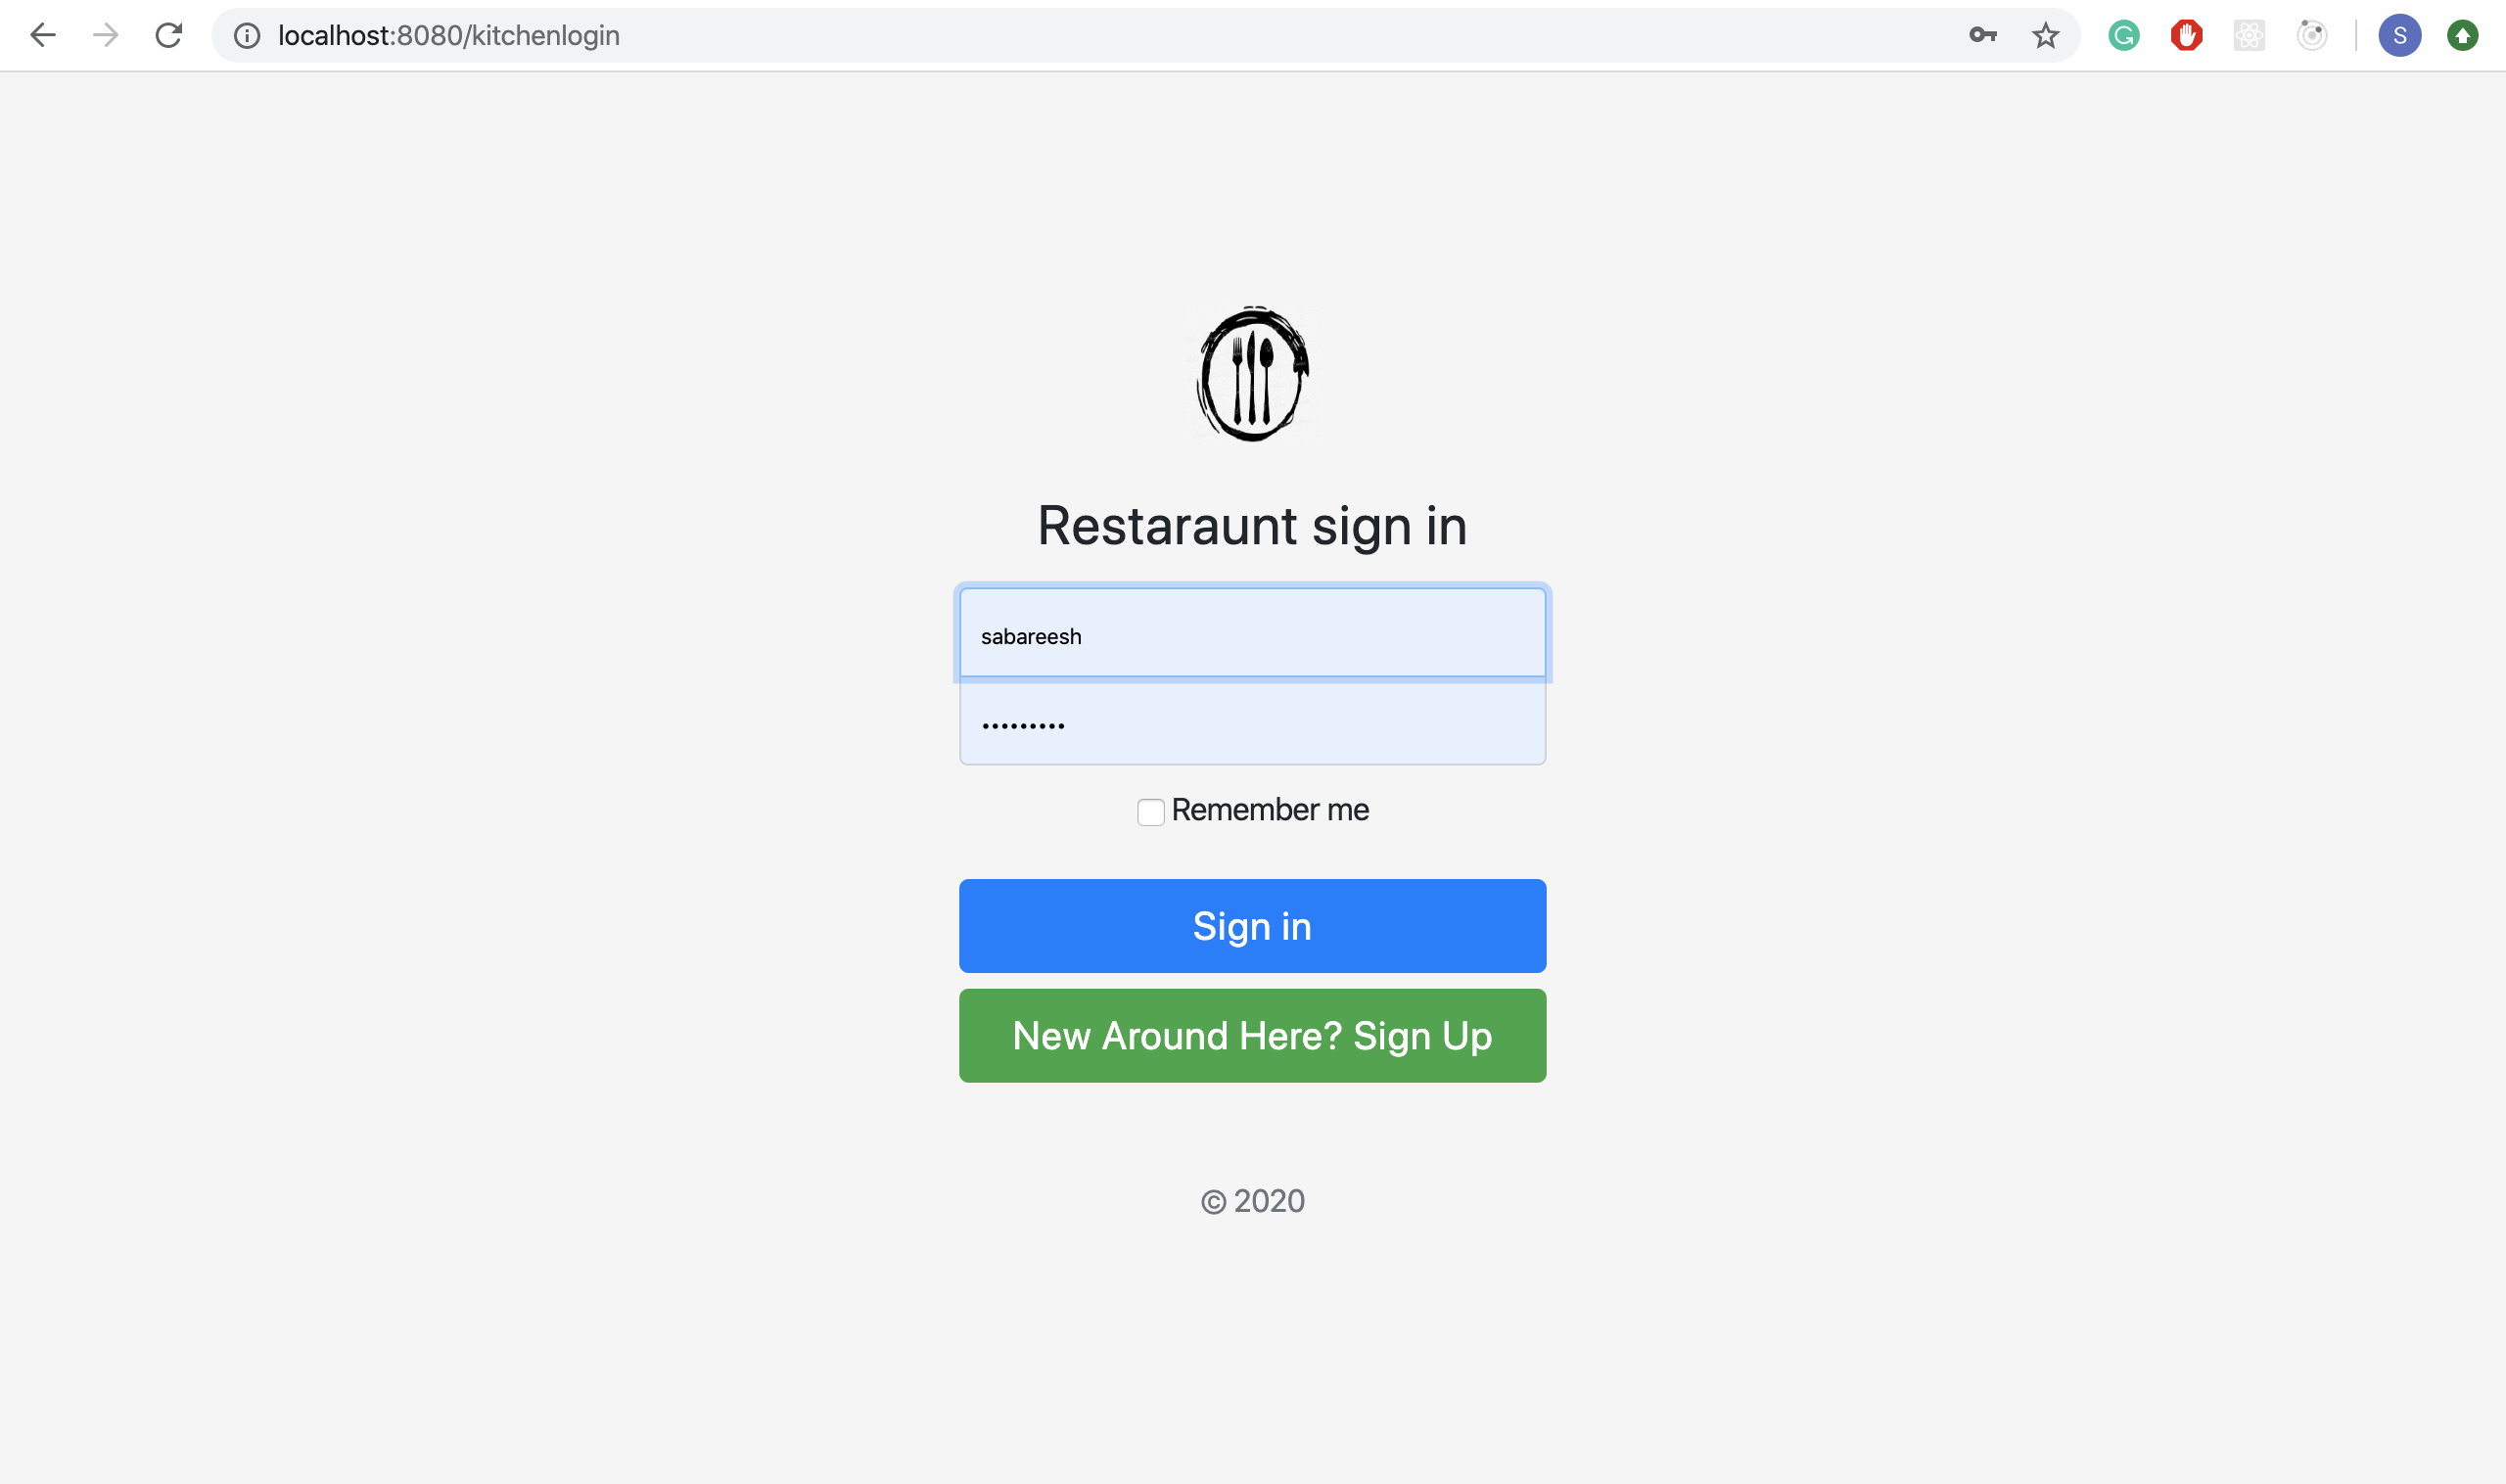 localhost:8080/kitchenlogin
S
Restaraunt sign in
sabareesh
•••••••••
Remember me
Sign in
New Around Here? Sign Up
© 2020